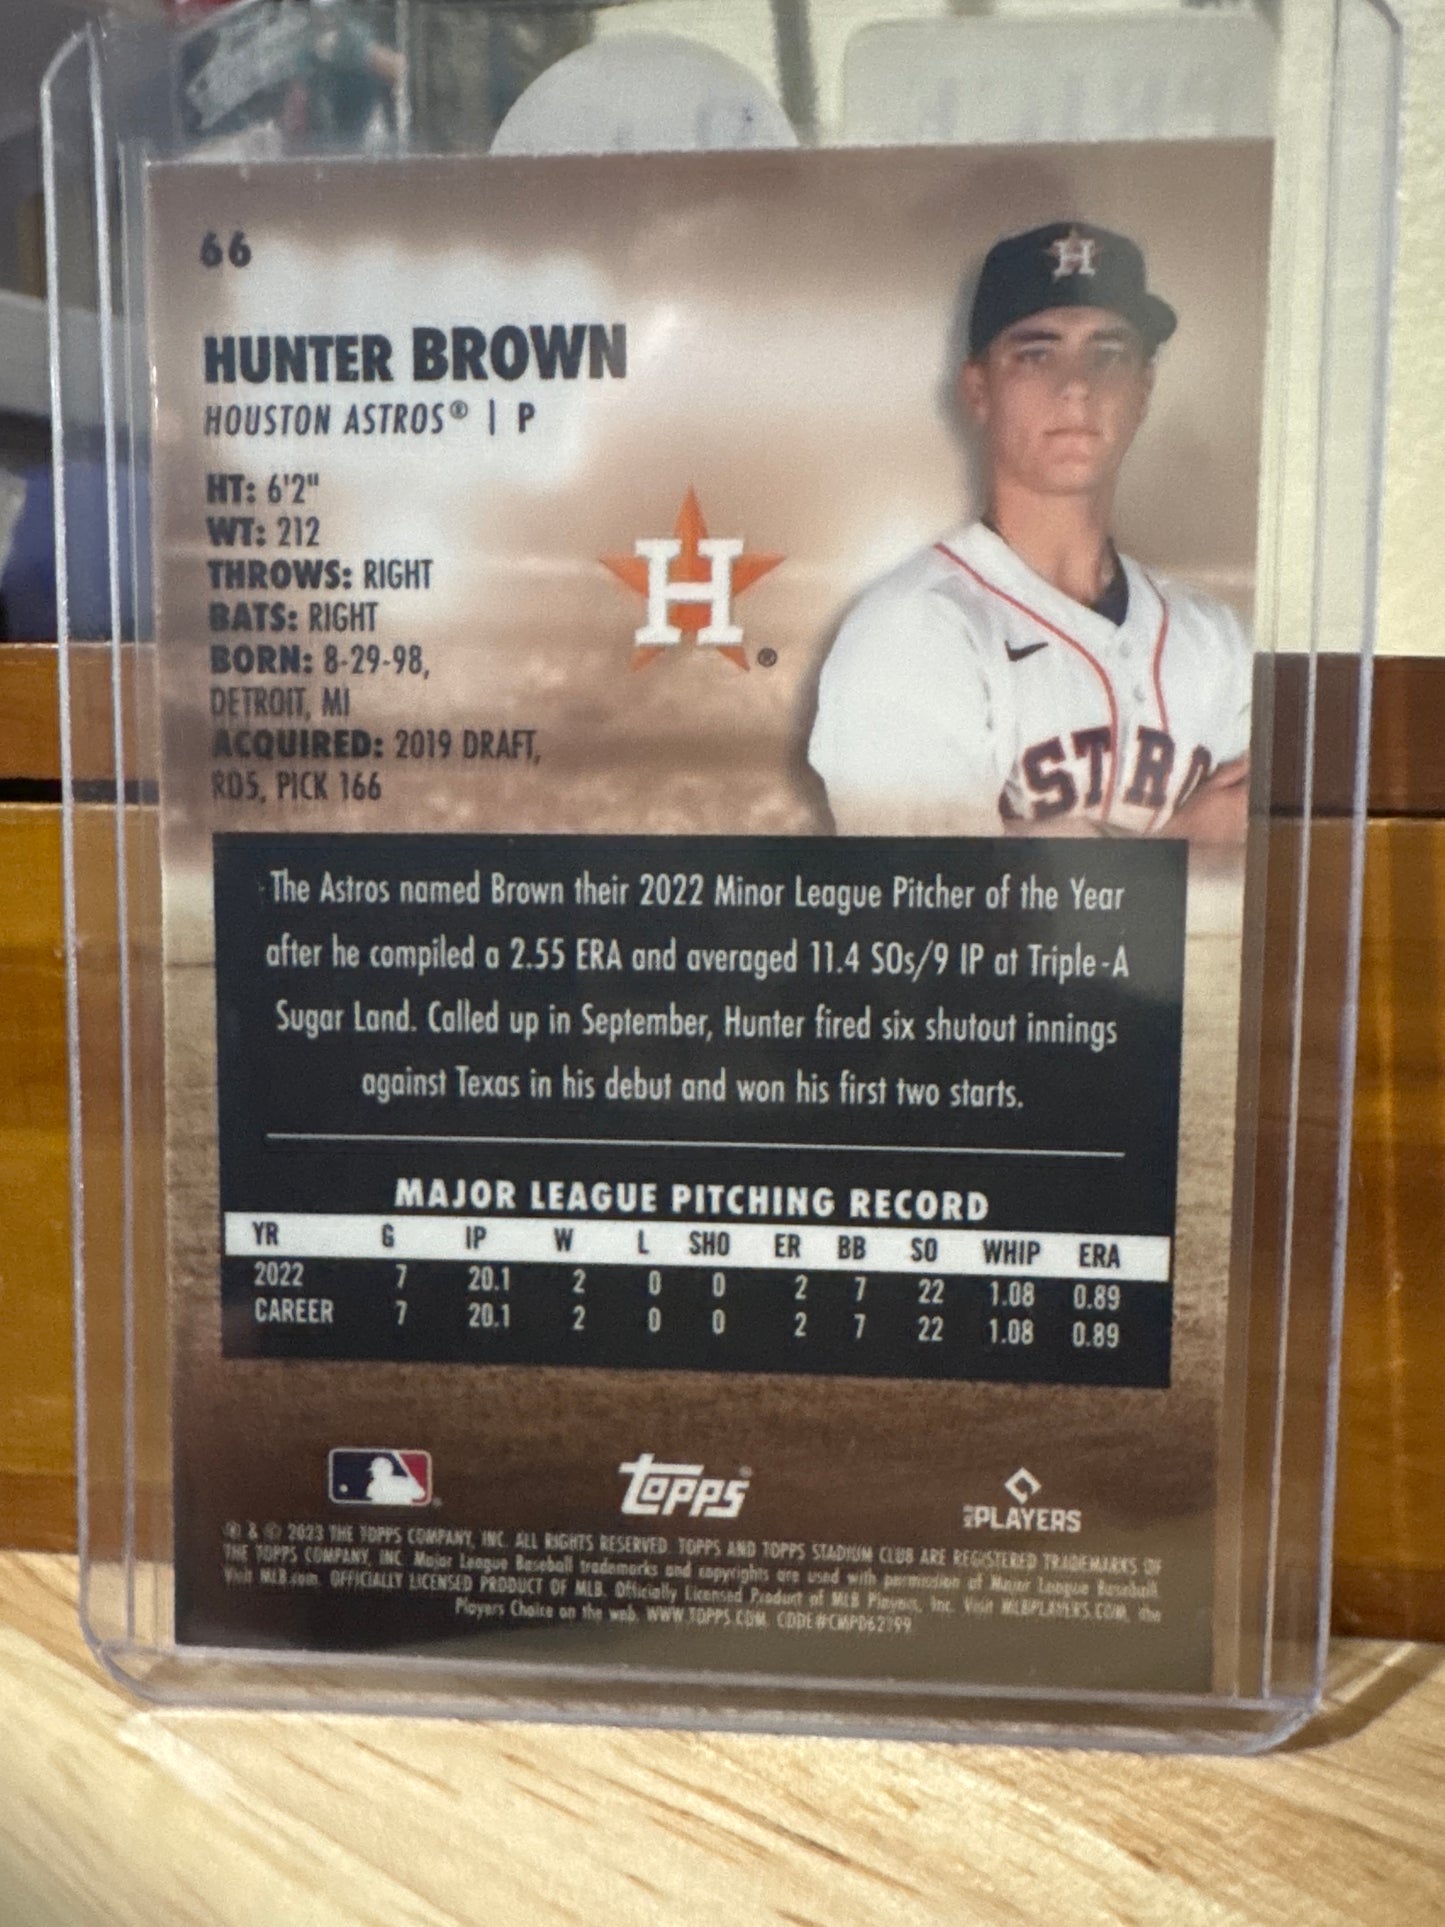 66
HUNTER BROWN
HOUSTON ASTROS® | P
HT: 6'2"
WT: 212
THROWS: RIGHT
BATS: RIGHT
BORN: 8-29-98,
DETROIT, MI
ACQUIRED: 2019 DRAFT,
RD5, PICK 166
H
H
®
STRO
The Astros named Brown their 2022 Minor League Pitcher of the Year
after he compiled a 2.55 ERA and averaged 11.4 SOs/9 IP at Triple-A
Sugar Land. Called up in September, Hunter fired six shutout innings
against Texas in his debut and won his first two starts.
MAJOR LEAGUE PITCHING RECORD
YR G IP W L SHO ER BB SO WHIP ERA
2022 7 20.1 2 0 0 2 7 22 1.08 0.89
CAREER 7 20.1 2 0 0 2 7 22 1.08 0.89
TOPPS
PLAYERS
® & © 2023 THE TOPPS COMPANY, INC. ALL RIGHTS RESERVED. TOPPS AND TOPPS STADIUM CLUB ARE REGISTERED TRADEMARKS OF
THE TOPPS COMPANY, INC. Major League Baseball trademarks and copyrights are used with permission of Major League Baseball.
Visit MLB.com. OFFICIALLY LICENSED PRODUCT OF MLB. Officially Licensed Product of MLB Players, Inc. Visit MLBPLAYERS.COM, the
Players Choice on the web. WWW.TOPPS.COM.